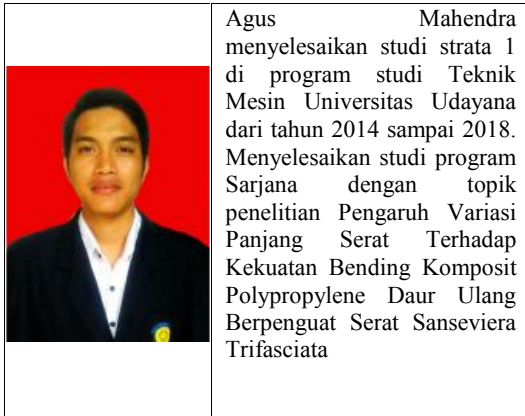 Agus Mahendra
menyelesaikan studi strata 1
di program studi Teknik
Mesin Universitas Udayana
dari tahun 2014 sampai 2018.
Menyelesaikan studi program
Sarjana dengan topik
penelitian Pengaruh Variasi
Panjang Serat Terhadap
Kekuatan Bending Komposit
Polypropylene Daur Ulang
Berpenguat Serat Sanseviera
Trifasciata